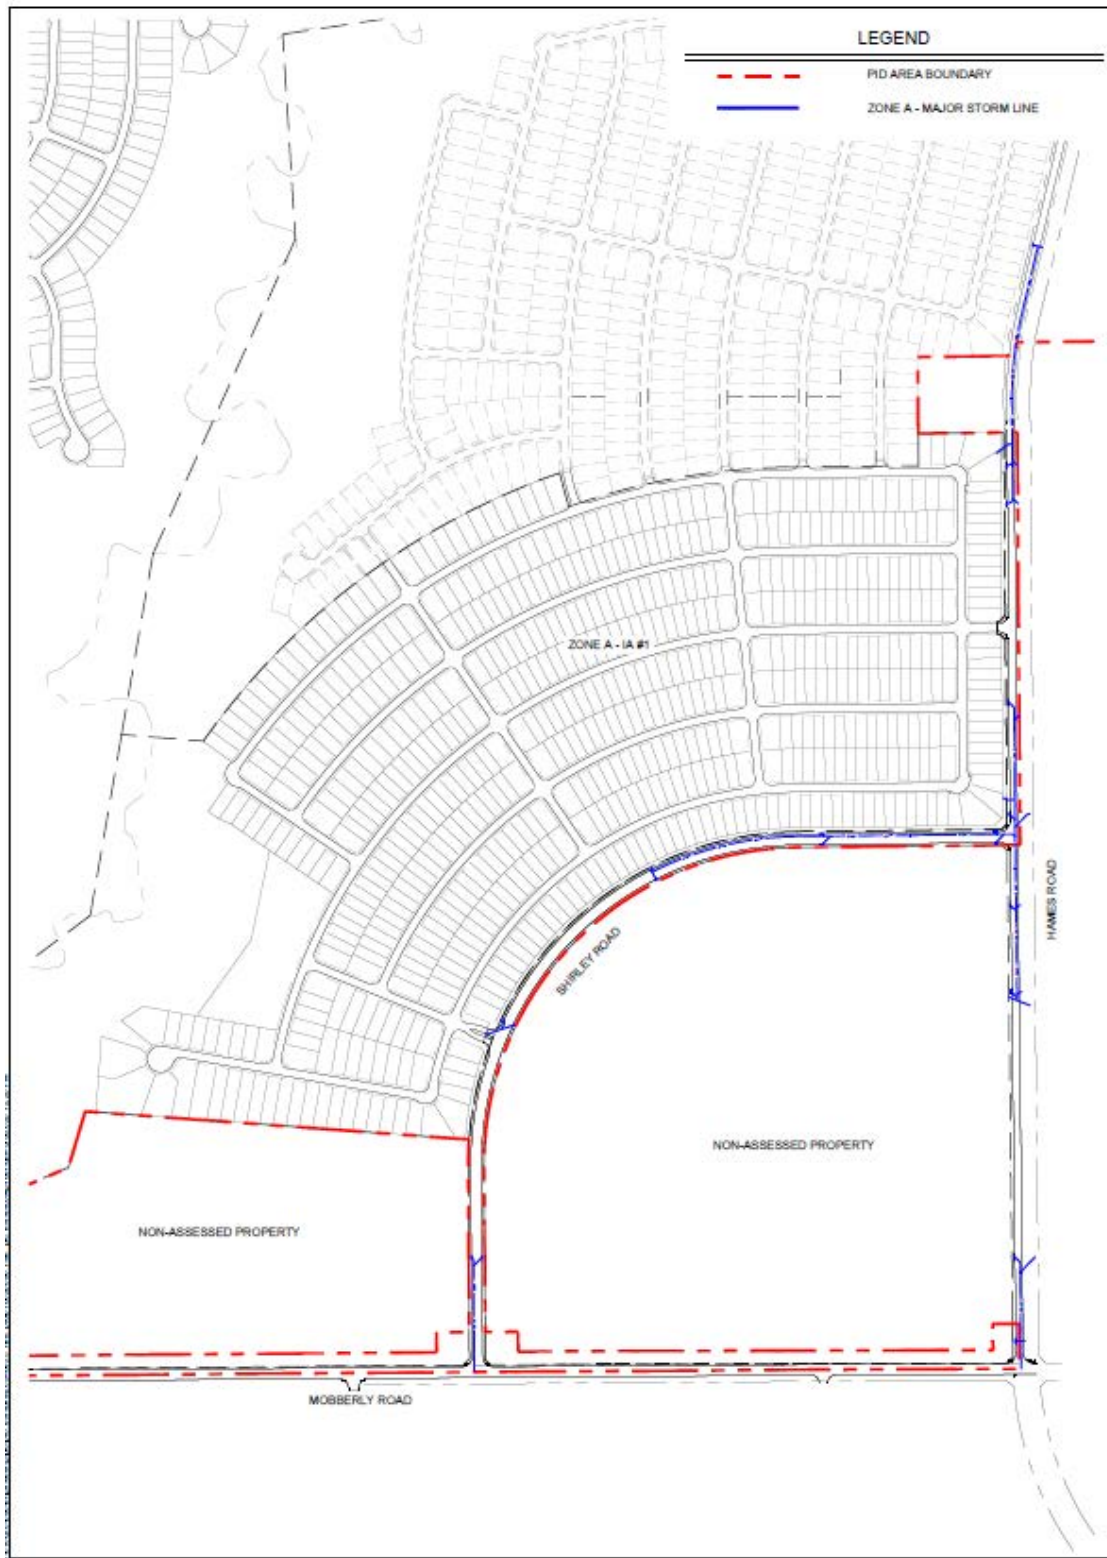 LEGEND
PID AREA BOUNDARY
ZONE A - MAJOR STORM LINE
ZONE A - IA #1
HAMES ROAD
SHIRLEY ROAD
NON-ASSESSED PROPERTY
NON-ASSESSED PROPERTY
MOBBERLY ROAD